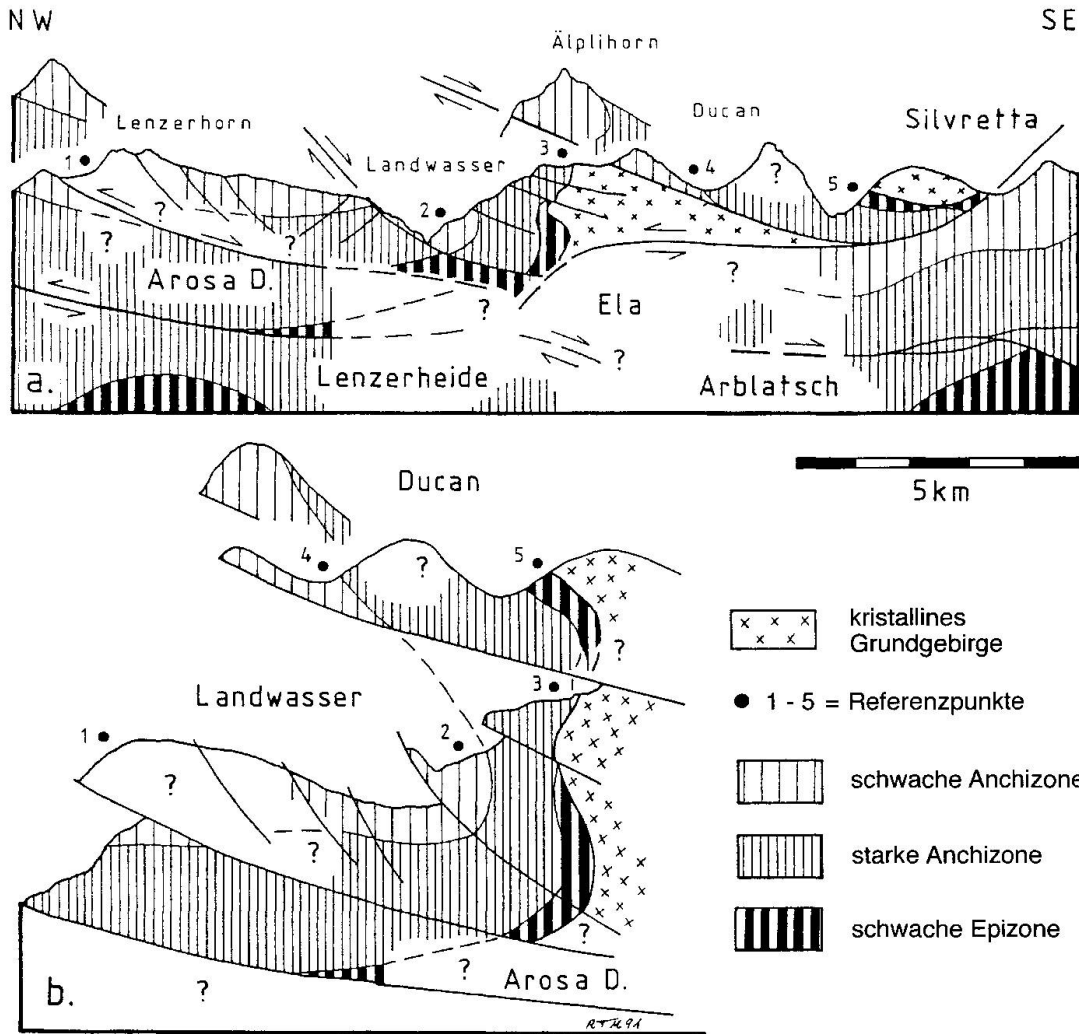 NW
SE
Älplihorn
Lenzerhorn
Ducan
Silvretta
Landwasser
1
2
3
4
5
?
?
?
?
?
?
?
Arosa D.
Ela
Lenzerheide
Arblatsch
a.
5km
Ducan
4
5
?
?
3
Landwasser
1
2
?
?
?
?
Arosa D.
?
b.
kristallines
Grundgebirge
1 - 5 = Referenzpunkte
schwache Anchizone
starke Anchizone
schwache Epizone